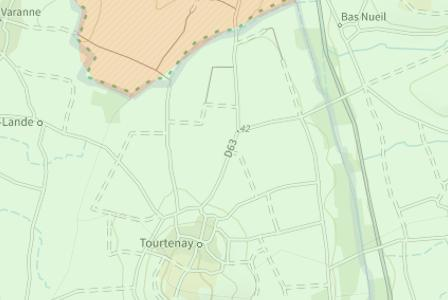 Varanne
Bas Nueil
-Lande
42
D63
Tourtenay